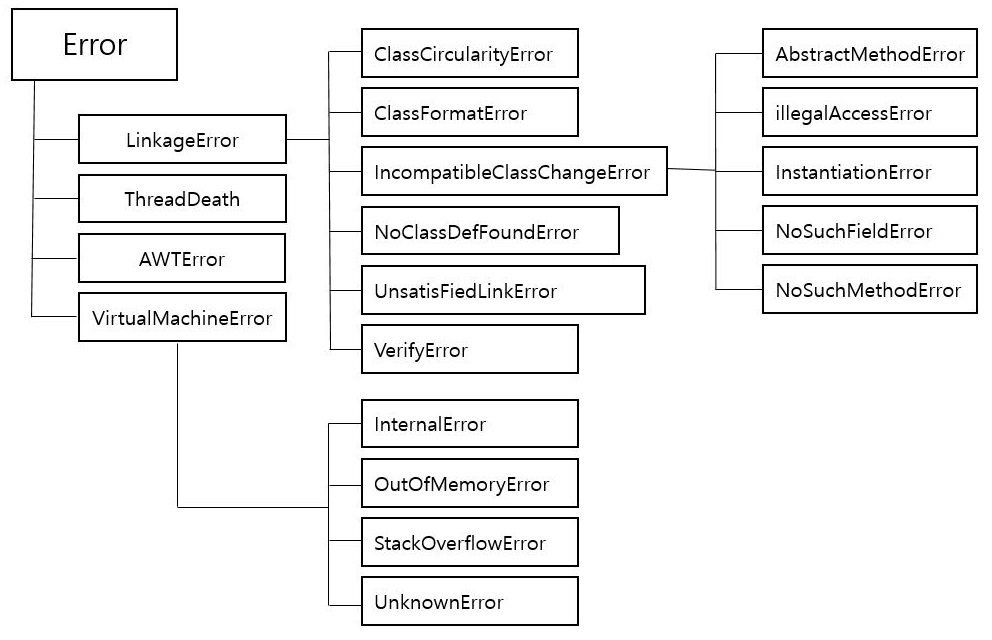 Error
LinkageError
ThreadDeath
AWTError
VirtualMachineError
ClassCircularityError
ClassFormatError
IncompatibleClassChangeError
NoClassDefFoundError
UnsatisFiedLinkError
VerifyError
InternalError
OutOfMemoryError
StackOverflowError
UnknownError
AbstractMethodError
illegalAccessError
InstantiationError
NoSuchFieldError
NoSuchMethodError